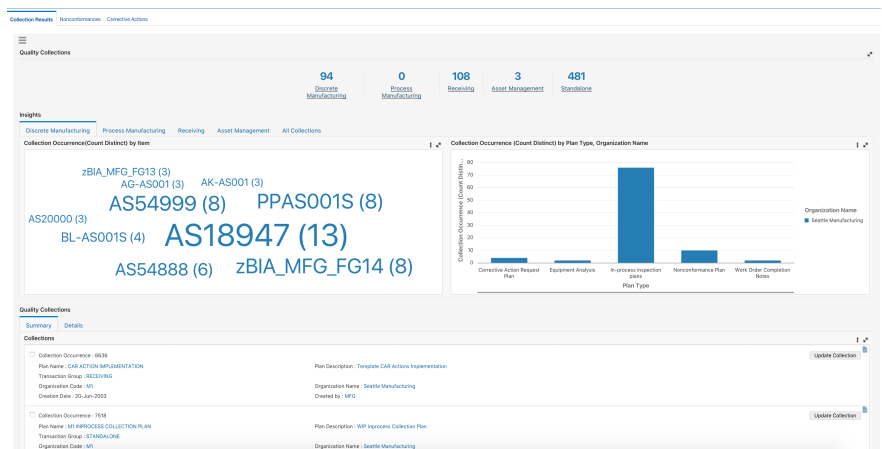 Collection Results Nonconformances Corrective Actions
Quality Collections
94 0 108 3 481
Discrete Manufacturing Process Manufacturing Receiving Asset Management Standalone
Insights
Discrete Manufacturing Process Manufacturing Receiving Asset Management All Collections
Collection Occurrence(Count Distinct) by Item
zBIA_MFG_FG13 (3)
AG-AS001 (3) AK-AS001 (3)
AS54999 (8) PPAS001S (8)
AS20000 (3)
BL-AS001S (4) AS18947 (13)
AS54888 (6) zBIA_MFG_FG14 (8)
Collection Occurrence (Count Distinct) by Plan Type, Organization Name
Collection Occurrence (Count Distin...
80
70
60
50
40
30
20
10
0
Corrective Action Request Plan
Equipment Analysis
In-process inspection plans
Nonconformance Plan
Work Order Completion Notes
Plan Type
Organization Name
Seattle Manufacturing
Quality Collections
Summary Details
Collections
Collection Occurrence : 6636 Update Collection
Plan Name : CAR ACTION IMPLEMENTATION Plan Description : Template CAR Actions Implementation
Transaction Group : RECEIVING
Organization Code : M1 Organization Name : Seattle Manufacturing
Creation Date : 20-Jun-2003 Created by : MFG
Collection Occurrence : 7518 Update Collection
Plan Name : M1 INPROCESS COLLECTION PLAN Plan Description : WIP Inprocess Collection Plan
Transaction Group : STANDALONE
Organization Code : M1 Organization Name : Seattle Manufacturing